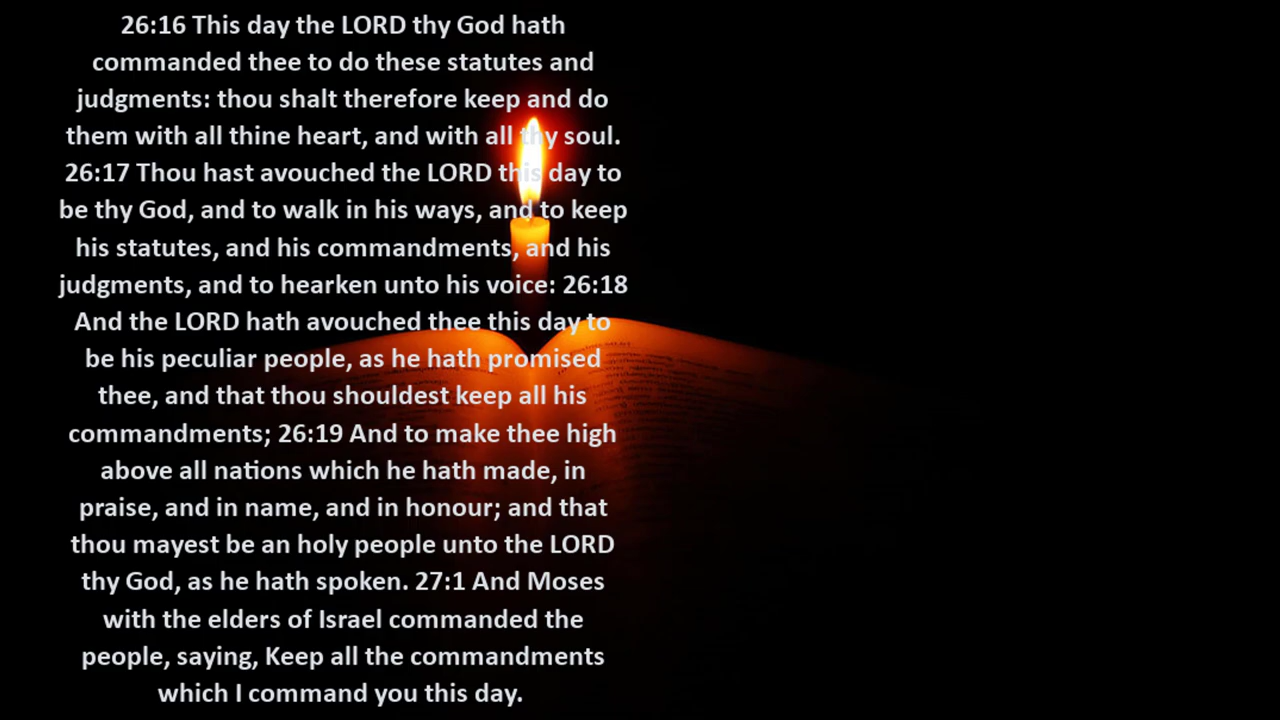 26:16 This day the LORD thy God hath
commanded thee to do these statutes and
judgments: thou shalt therefore keep and do
them with all thine heart, and with all thy soul.
26:17 Thou hast avouched the LORD this day to
be thy God, and to walk in his ways, and to keep
his statutes, and his commandments, and his
judgments, and to hearken unto his voice: 26:18
And the LORD hath avouched thee this day to
be his peculiar people, as he hath promised
thee, and that thou shouldest keep all his
commandments; 26:19 And to make thee high
above all nations which he hath made, in
praise, and in name, and in honour; and that
thou mayest be an holy people unto the LORD
thy God, as he hath spoken. 27:1 And Moses
with the elders of Israel commanded the
people, saying, Keep all the commandments
which I command you this day.